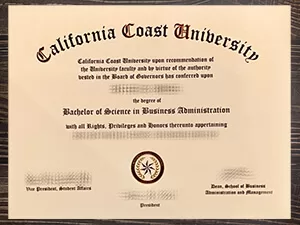 California Coast University
California Coast University upon recommendation of
the University faculty and by virtue of the authority
vested in the Board of Governors has conferred upon
the degree of
Bachelor of Science in Business Administration
with all Rights, Privileges and Honors thereunto appertaining
Vice President, Student Affairs
President
Dean, School of Business
Administration and Management